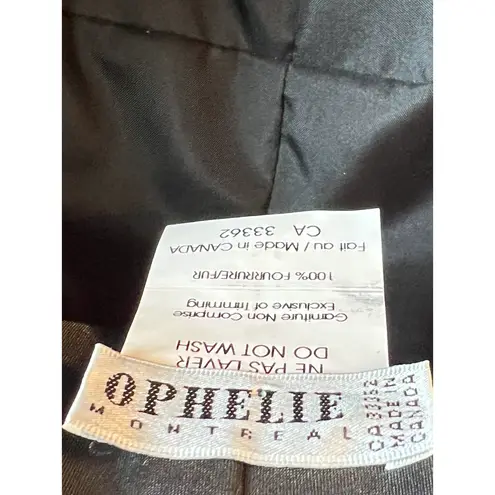 OPHELIE
MONTREAL
CA 33362
MADE IN
CANADA
NE PAS LAVER
DO NOT WASH
Garniture Non Comprise
Exclusive of Trimming
100% FOURRURE/FUR
Fait au / Made in CANADA
CA 33362